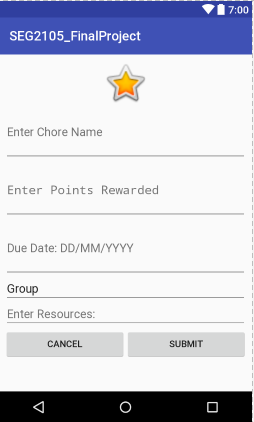 7:00
SEG2105_FinalProject
Enter Chore Name
Enter Points Rewarded
Due Date: DD/MM/YYYY
Group
Enter Resources:
CANCEL SUBMIT